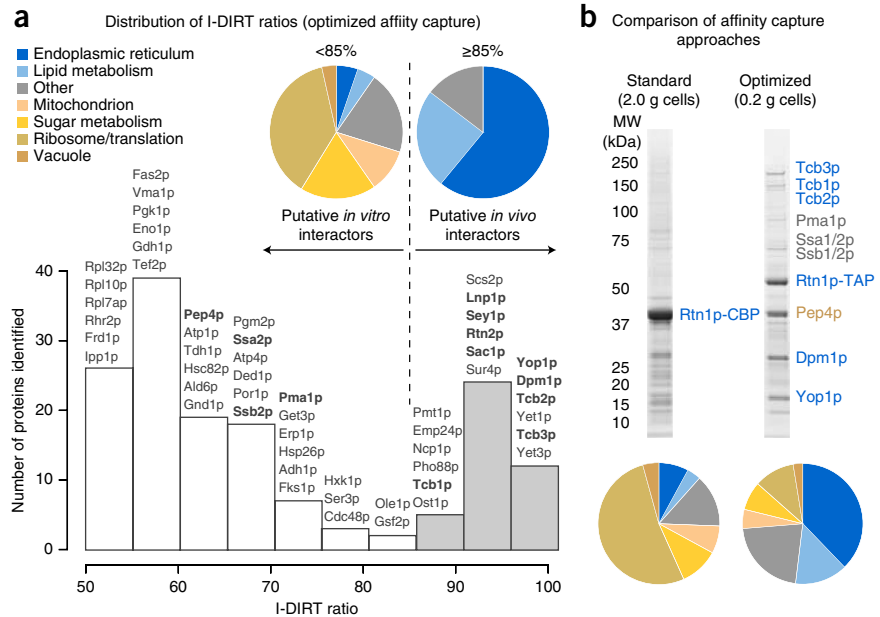 a
Distribution of I-DIRT ratios (optimized affiity capture)
Endoplasmic reticulum
Lipid metabolism
Other
Mitochondrion
Sugar metabolism
Ribosome/translation
Vacuole
<85%
≥85%
Putative in vitro
interactors
Putative in vivo
interactors
Number of proteins identified
40
30
20
10
0
Rpl32p
Rpl10p
Rpl7ap
Rhr2p
Frd1p
Ipp1p
Fas2p
Vma1p
Pgk1p
Eno1p
Gdh1p
Tef2p
Pep4p
Atp1p
Tdh1p
Hsc82p
Ald6p
Gnd1p
Pgm2p
Ssa2p
Atp4p
Ded1p
Por1p
Ssb2p
Pma1p
Get3p
Erp1p
Hsp26p
Adh1p
Fks1p
Hxk1p
Ser3p
Cdc48p
Ole1p
Gsf2p
Pmt1p
Emp24p
Ncp1p
Pho88p
Tcb1p
Ost1p
Scs2p
Lnp1p
Sey1p
Rtn2p
Sac1p
Sur4p
Yop1p
Dpm1p
Tcb2p
Yet1p
Tcb3p
Yet3p
50
60
70
80
90
100
I-DIRT ratio
b
Comparison of affinity capture
approaches
Standard
(2.0 g cells)
Optimized
(0.2 g cells)
MW
(kDa)
250
150
100
75
50
37
25
20
15
10
Rtn1p-CBP
Tcb3p
Tcb1p
Tcb2p
Pma1p
Ssa1/2p
Ssb1/2p
Rtn1p-TAP
Pep4p
Dpm1p
Yop1p